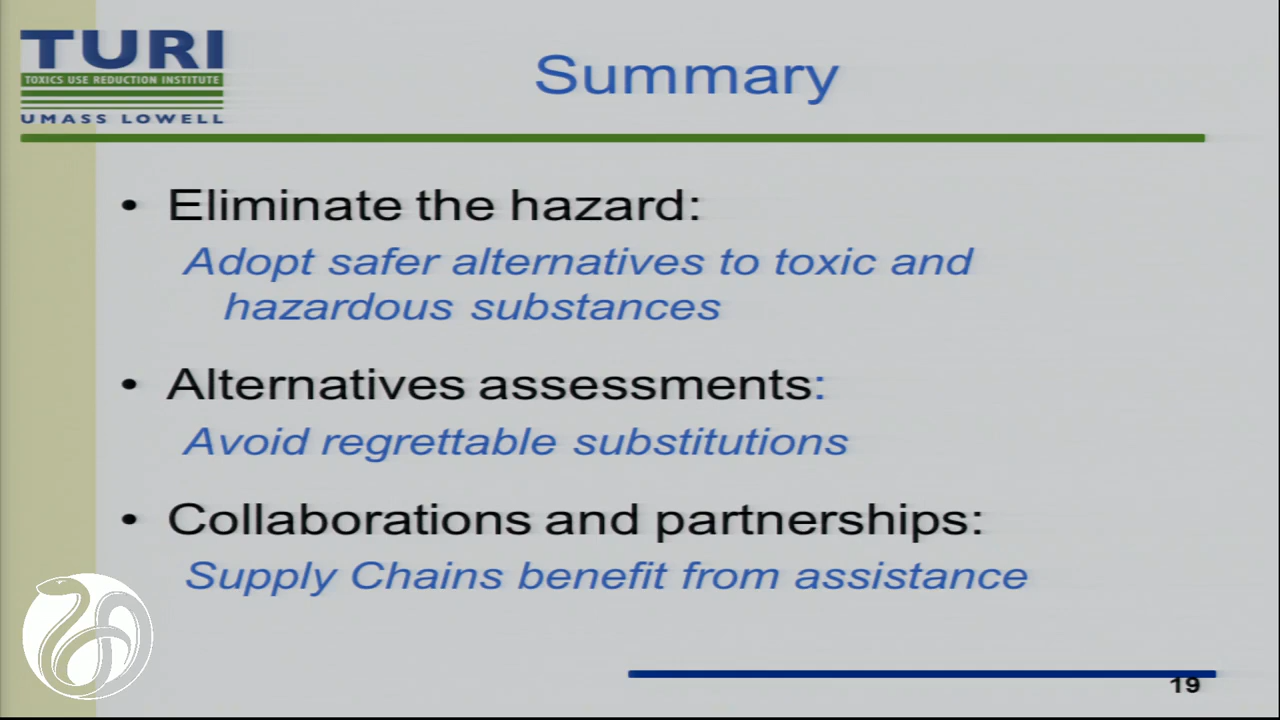 TURI
TOXICS USE REDUCTION INSTITUTE
UMASS LOWELL
Summary
• Eliminate the hazard:
Adopt safer alternatives to toxic and
hazardous substances
• Alternatives assessments:
Avoid regrettable substitutions
• Collaborations and partnerships:
Supply Chains benefit from assistance
19